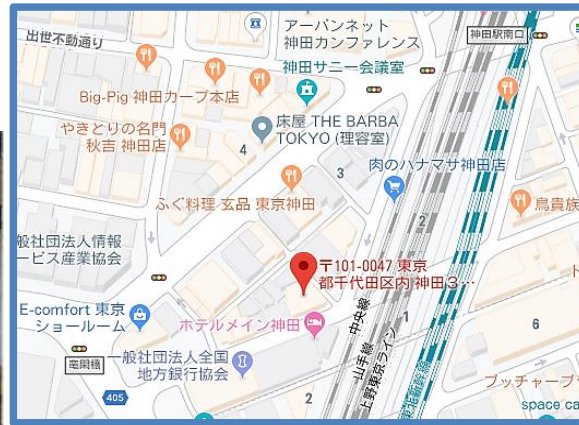 出世不動通り
アーバンネット
神田カンファレンス
神田駅南口
神田サニー会議室
Big-Pig 神田カープ本店
床屋 THE BARBA
TOKYO (理容室)
やきとりの名門
秋吉 神田店
4
3
肉のハナマサ神田店
ふぐ料理 玄品 東京神田
2
鳥貴族
般社団法人情報
ービス産業協会
〒101-0047 東京
都千代田区内神田3…
E-comfort 東京
ショールーム
ホテルメイン神田
中央線
山手線
上野東京ライン
1
6
竜閑橋
一般社団法人全国
地方銀行協会
405
2
東北新幹線
ブッチャーブラ
space ca